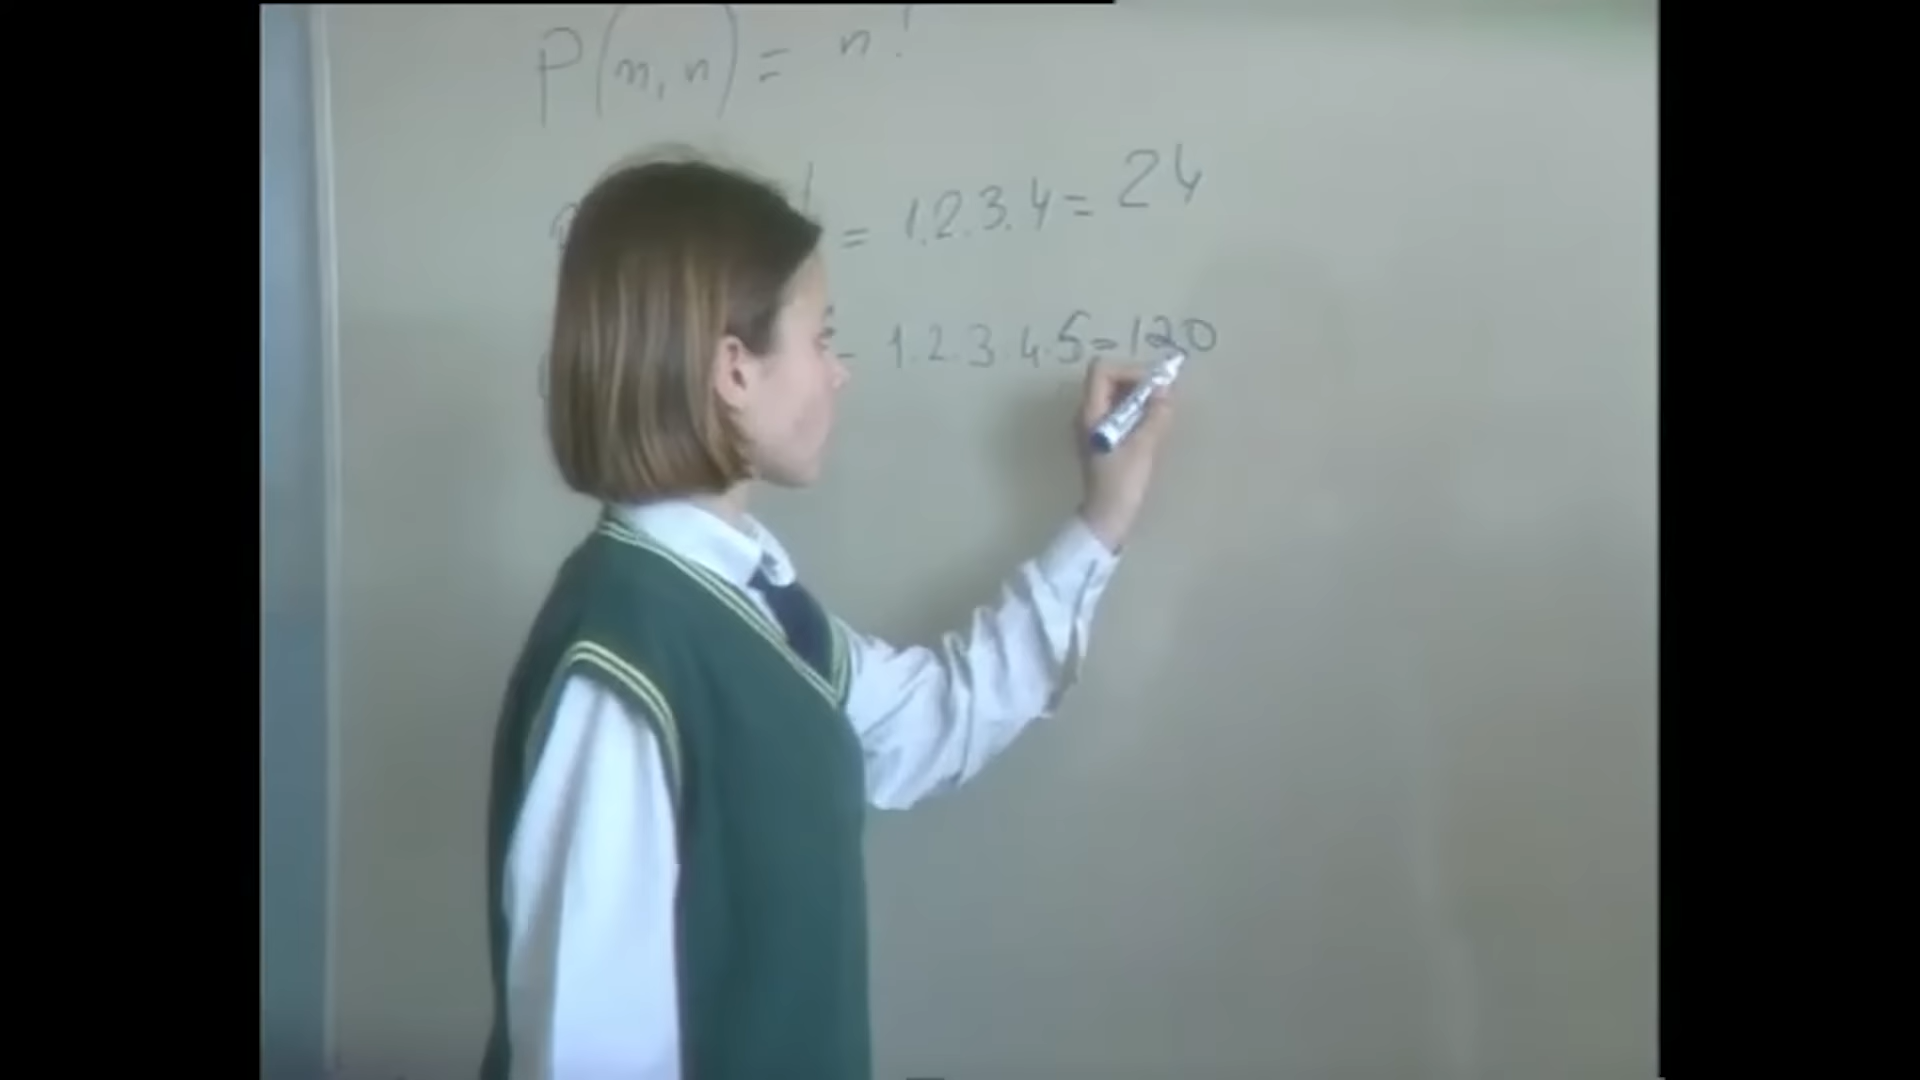 P(n,n) = n!
! = 1.2.3.4= 24
- 1.2.3 4.5=120